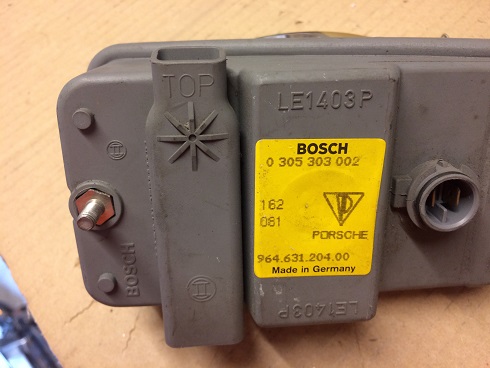 TOP
LE1403P
BOSCH
0 305 303 002
162
081
PORSCHE
964.631.204.00
Made in Germany
BOSCH
LE1403P